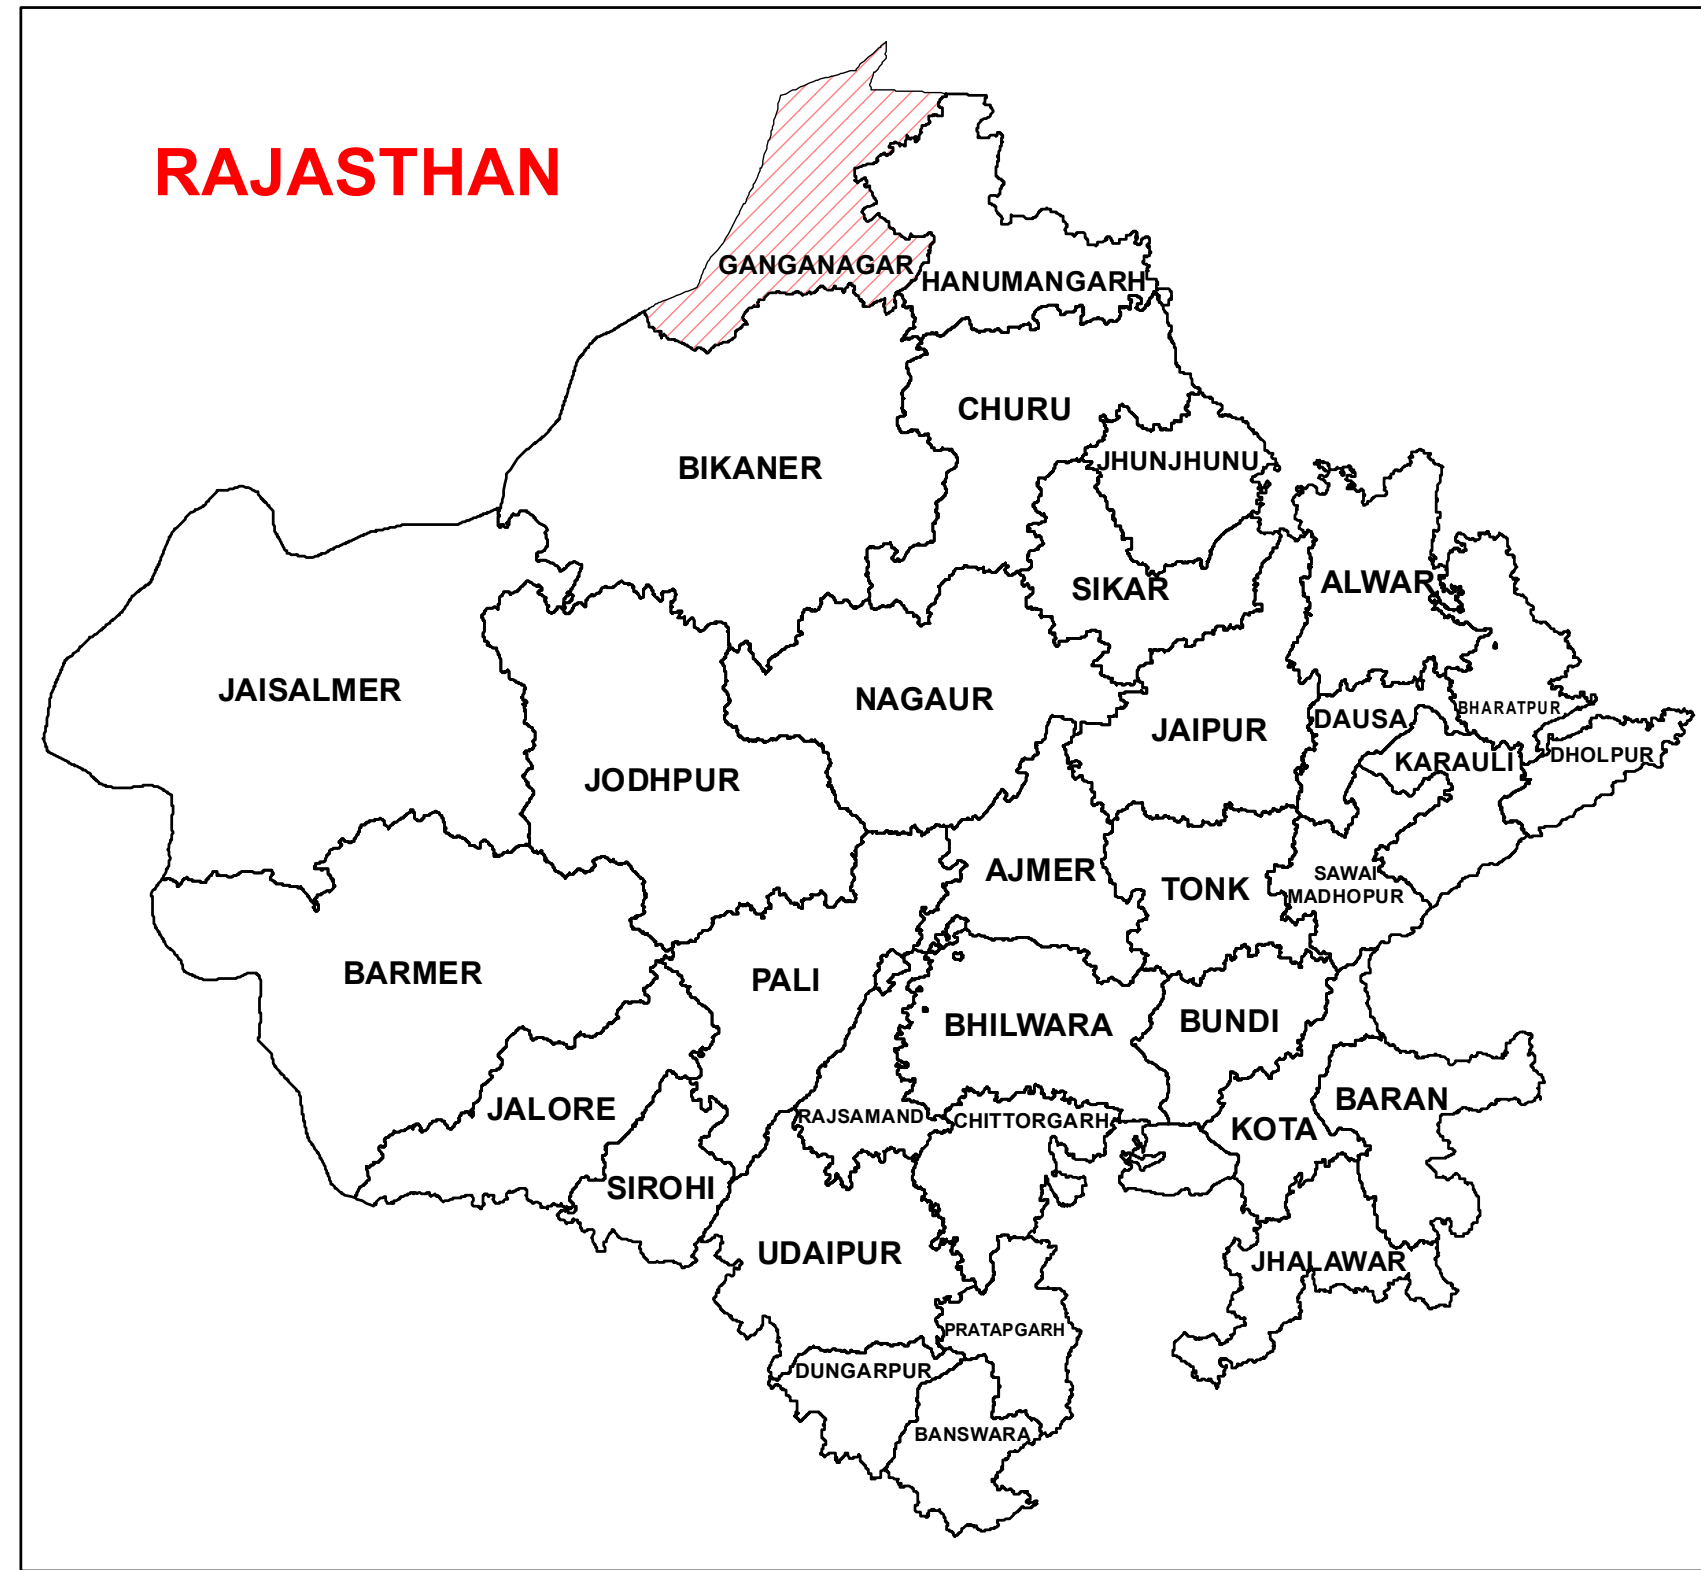 RAJASTHAN
GANGANAGAR
HANUMANGARH
CHURU
BIKANER
JHUNJHUNU
ALWAR
SIKAR
JAISALMER
NAGAUR
BHARATPUR
DAUSA
JAIPUR
KARAULI
DHOLPUR
JODHPUR
AJMER
TONK
SAWAI
MADHOPUR
BARMER
PALI
BHILWARA
BUNDI
BARAN
JALORE
RAJSAMAND
CHITTORGARH
KOTA
SIROHI
UDAIPUR
JHALAWAR
PRATAPGARH
DUNGARPUR
BANSWARA